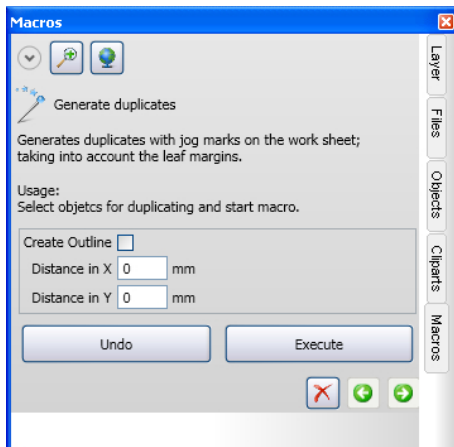 Macros
Generate duplicates
Generates duplicates with jog marks on the work sheet;
taking into account the leaf margins.
Usage:
Select objetcs for duplicating and start macro.
Create Outline
Distance in X 0 mm
Distance in Y 0 mm
Undo Execute
Layer
Files
Objects
Cliparts
Macros